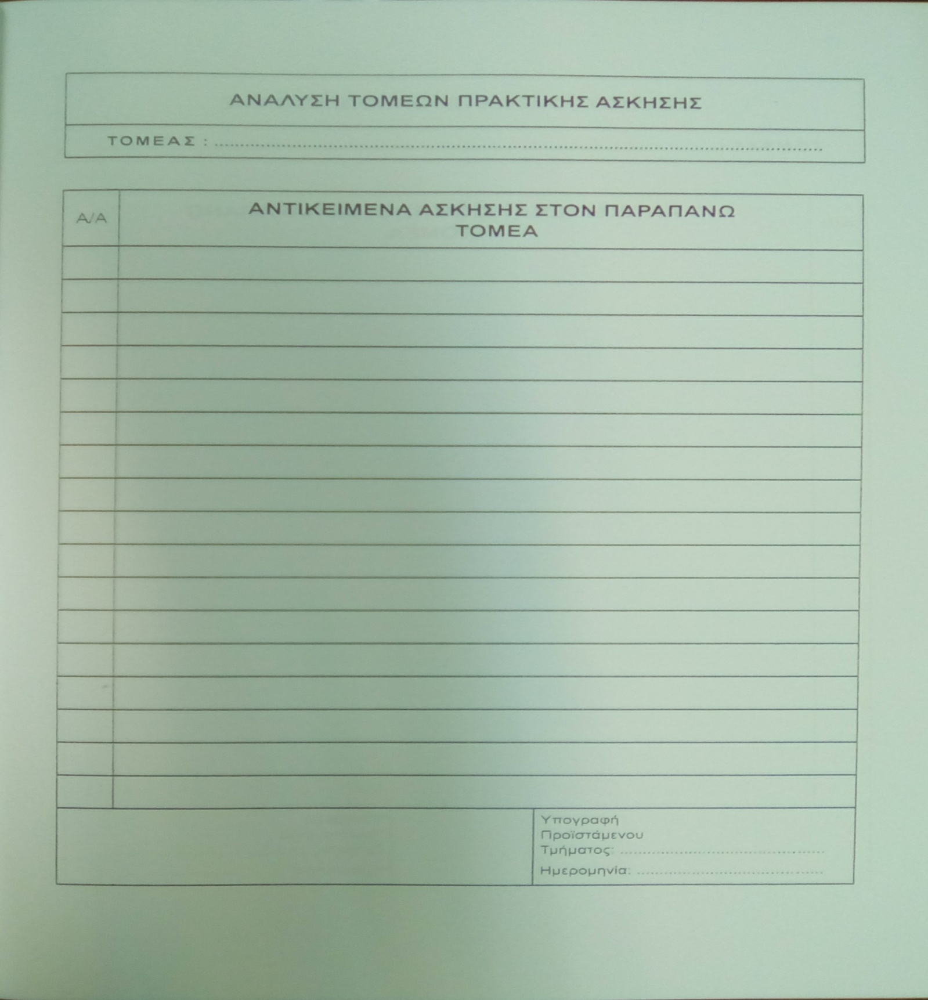 ΑΝΑΛΥΣΗ ΤΟΜΕΩΝ ΠΡΑΚΤΙΚΗΣ ΑΣΚΗΣΗΣ
ΤΟΜΕΑΣ : ........................................................................
Α/Α
ΑΝΤΙΚΕΙΜΕΝΑ ΑΣΚΗΣΗΣ ΣΤΟΝ ΠΑΡΑΠΑΝΩ
ΤΟΜΕΑ
Υπογραφή
Προϊστάμενου
Τμήματος: ........................................
Ημερομηνία: ....................................